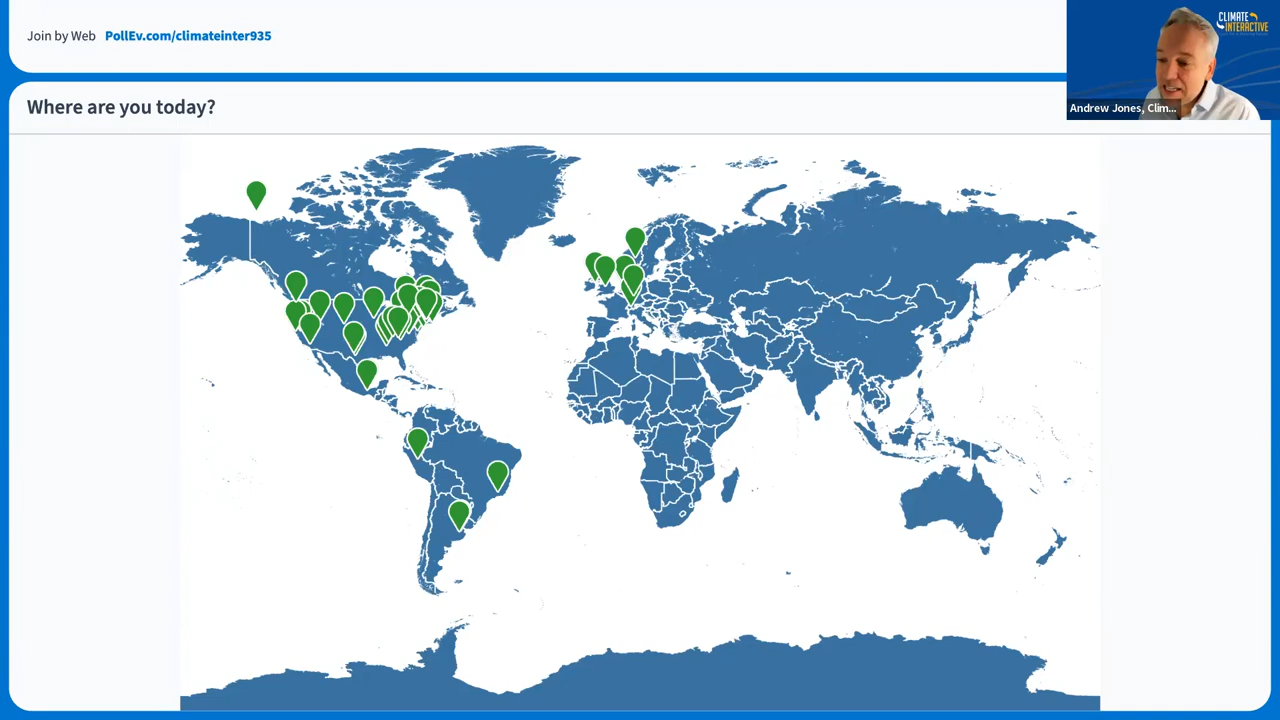 Join by Web PollEv.com/climateinter935
CLIMATE
INTERACTIVE
Andrew Jones, Clim...
Where are you today?